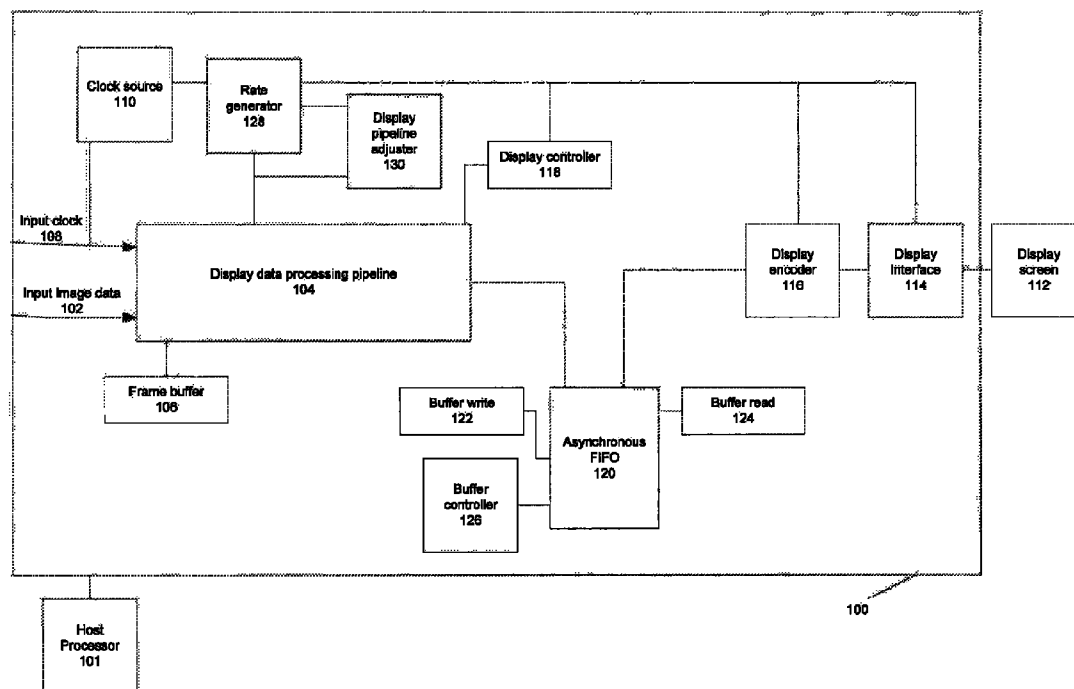 Clock source
110
Rate
generator
128
Display
pipeline
adjuster
130
Display controller
118
Input clock
108
Display data processing pipeline
104
Input image data
102
Display
encoder
116
Display
Interface
114
Display
screen
112
Frame buffer
106
Buffer write
122
Asynchronous
FIFO
120
Buffer read
124
Buffer
controller
126
100
Host
Processor
101